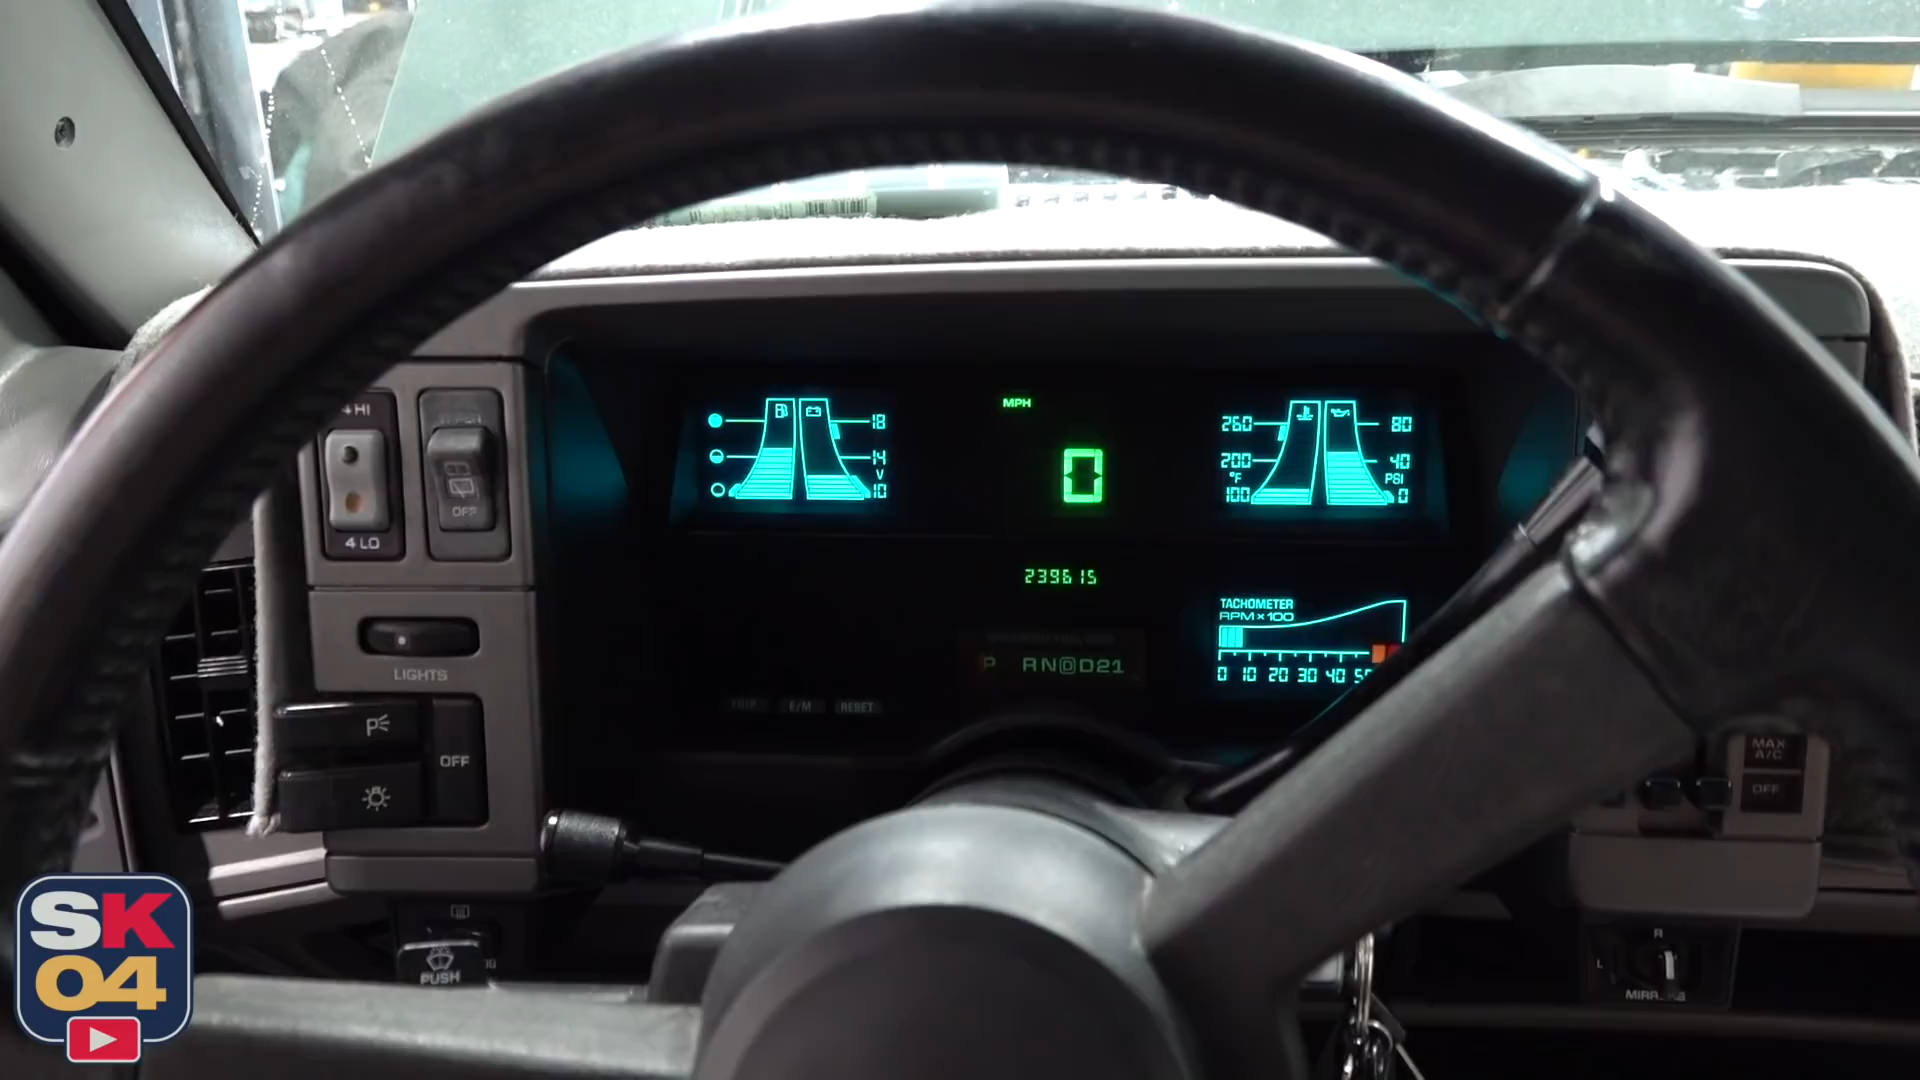 4 HI
4 LO
OFF
LIGHTS
P
OFF
PUSH
18
14
V
10
MPH
0
239615
P RN D D21
TRIP E/M RESET
260
200
°F
100
80
40
PSI
0
TACHOMETER
RPM×100
0 10 20 30 40
MAX
A/C
OFF
R
L
SK
04